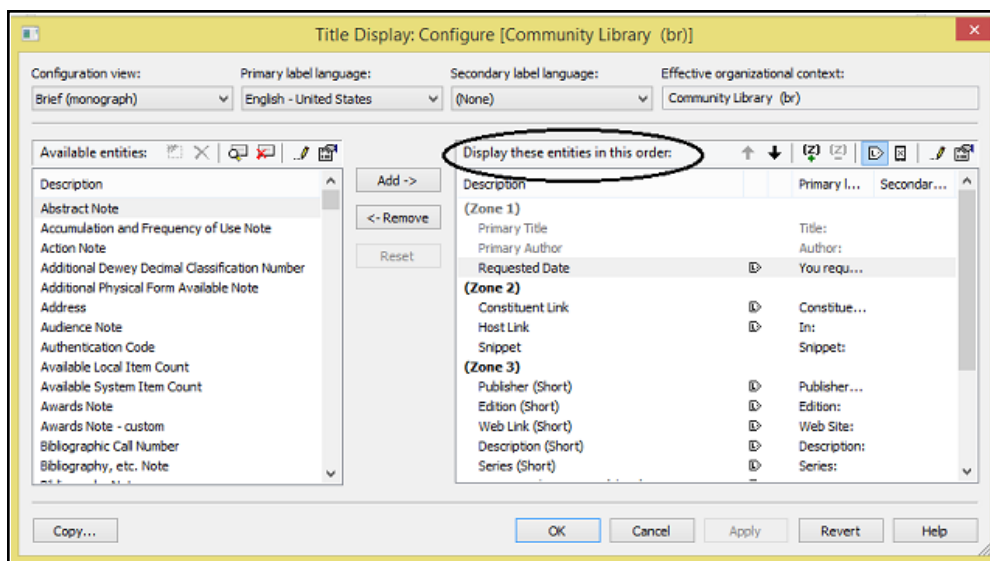 Title Display: Configure [Community Library (br)]
Configuration view:
Primary label language:
Secondary label language:
Effective organizational context:
Brief (monograph)
English - United States
(None)
Community Library (br)
Available entities:
Description
Abstract Note
Accumulation and Frequency of Use Note
Action Note
Additional Dewey Decimal Classification Number
Additional Physical Form Available Note
Address
Audience Note
Authentication Code
Available Local Item Count
Available System Item Count
Awards Note
Awards Note - custom
Bibliographic Call Number
Bibliography, etc. Note
Add ->
<- Remove
Reset
Display these entities in this order:
Description Primary l... Secondar...
(Zone 1)
Primary Title Title:
Primary Author Author:
Requested Date You requ...
(Zone 2)
Constituent Link Constitue...
Host Link In:
Snippet Snippet:
(Zone 3)
Publisher (Short) Publisher...
Edition (Short) Edition:
Web Link (Short) Web Site:
Description (Short) Description:
Series (Short) Series:
Copy...
OK
Cancel
Apply
Revert
Help